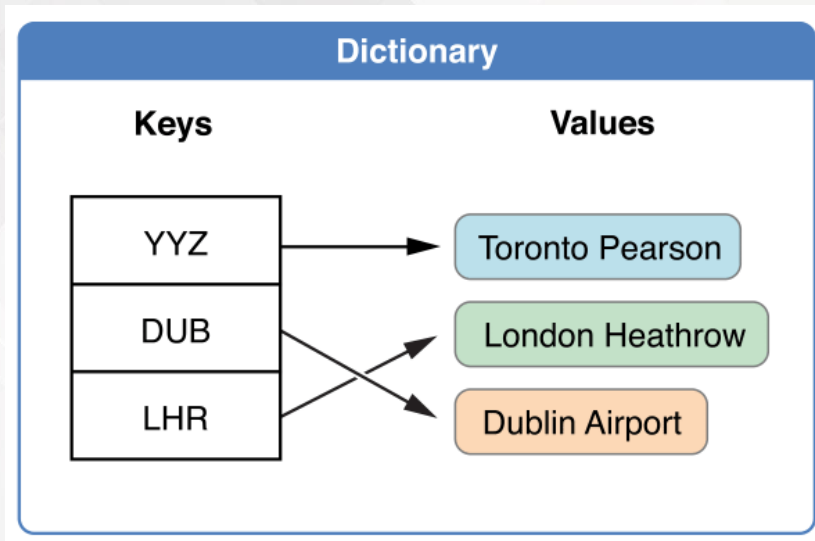 Dictionary
Keys
Values
YYZ
Toronto Pearson
DUB
London Heathrow
LHR
Dublin Airport